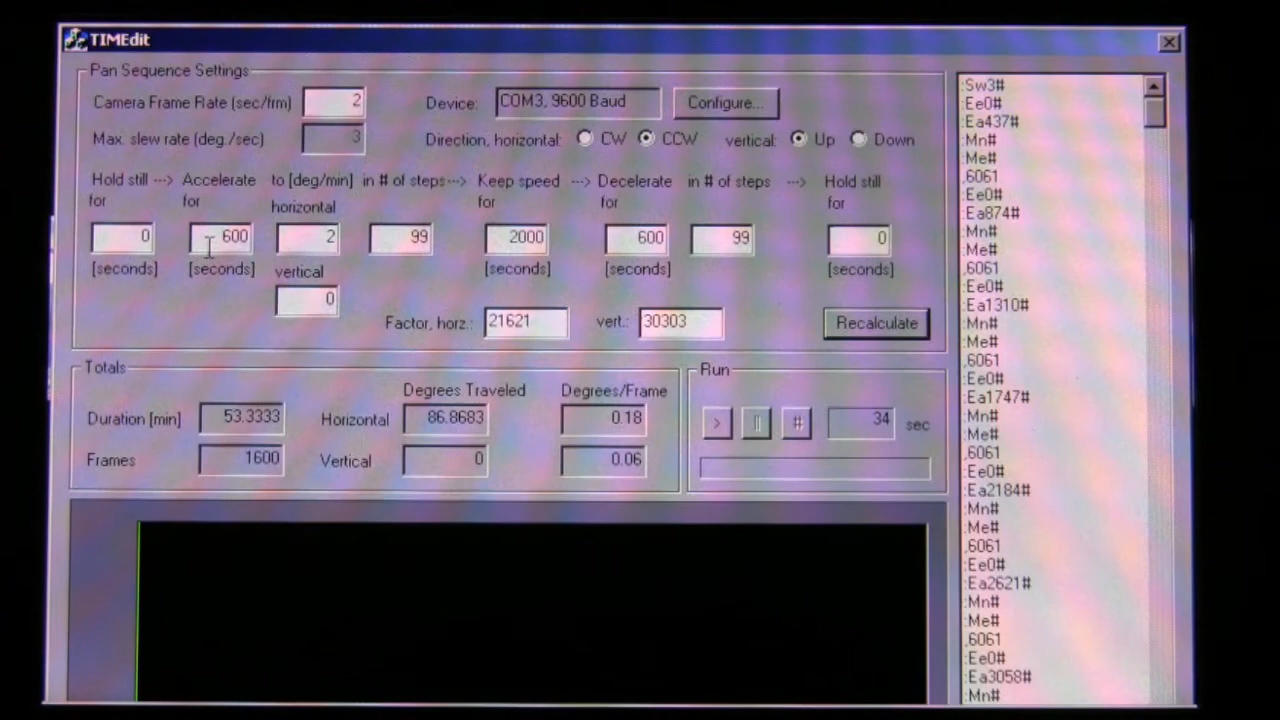 TIMEdit
Pan Sequence Settings
Camera Frame Rate (sec/frm) 2 Device: COM3, 9600 Baud Configure...
Max. slew rate (deg./sec) 3 Direction, horizontal: CW CCW vertical: Up Down
Hold still ---> Accelerate to [deg/min] in # of steps---> Keep speed ---> Decelerate in # of steps ---> Hold still
for for horizontal for for for
0 600 2 99 2000 600 99 0
[seconds] [seconds] vertical [seconds] [seconds] [seconds]
0
Factor, horz.: 21621 vert.: 30303 Recalculate
Totals
Degrees Traveled Degrees/Frame
Duration [min] 53.3333 Horizontal 86.8683 0.18
Frames 1600 Vertical 0 0.06
Run
> || # 34 sec
:Sw3#
:Ee0#
:Ea437#
:Mn#
:Me#
,6061
:Ee0#
:Ea874#
:Mn#
:Me#
,6061
:Ee0#
:Ea1310#
:Mn#
:Me#
,6061
:Ee0#
:Ea1747#
:Mn#
:Me#
,6061
:Ee0#
:Ea2184#
:Mn#
:Me#
,6061
:Ee0#
:Ea2621#
:Mn#
:Me#
,6061
:Ee0#
:Ea3058#
:Mn#